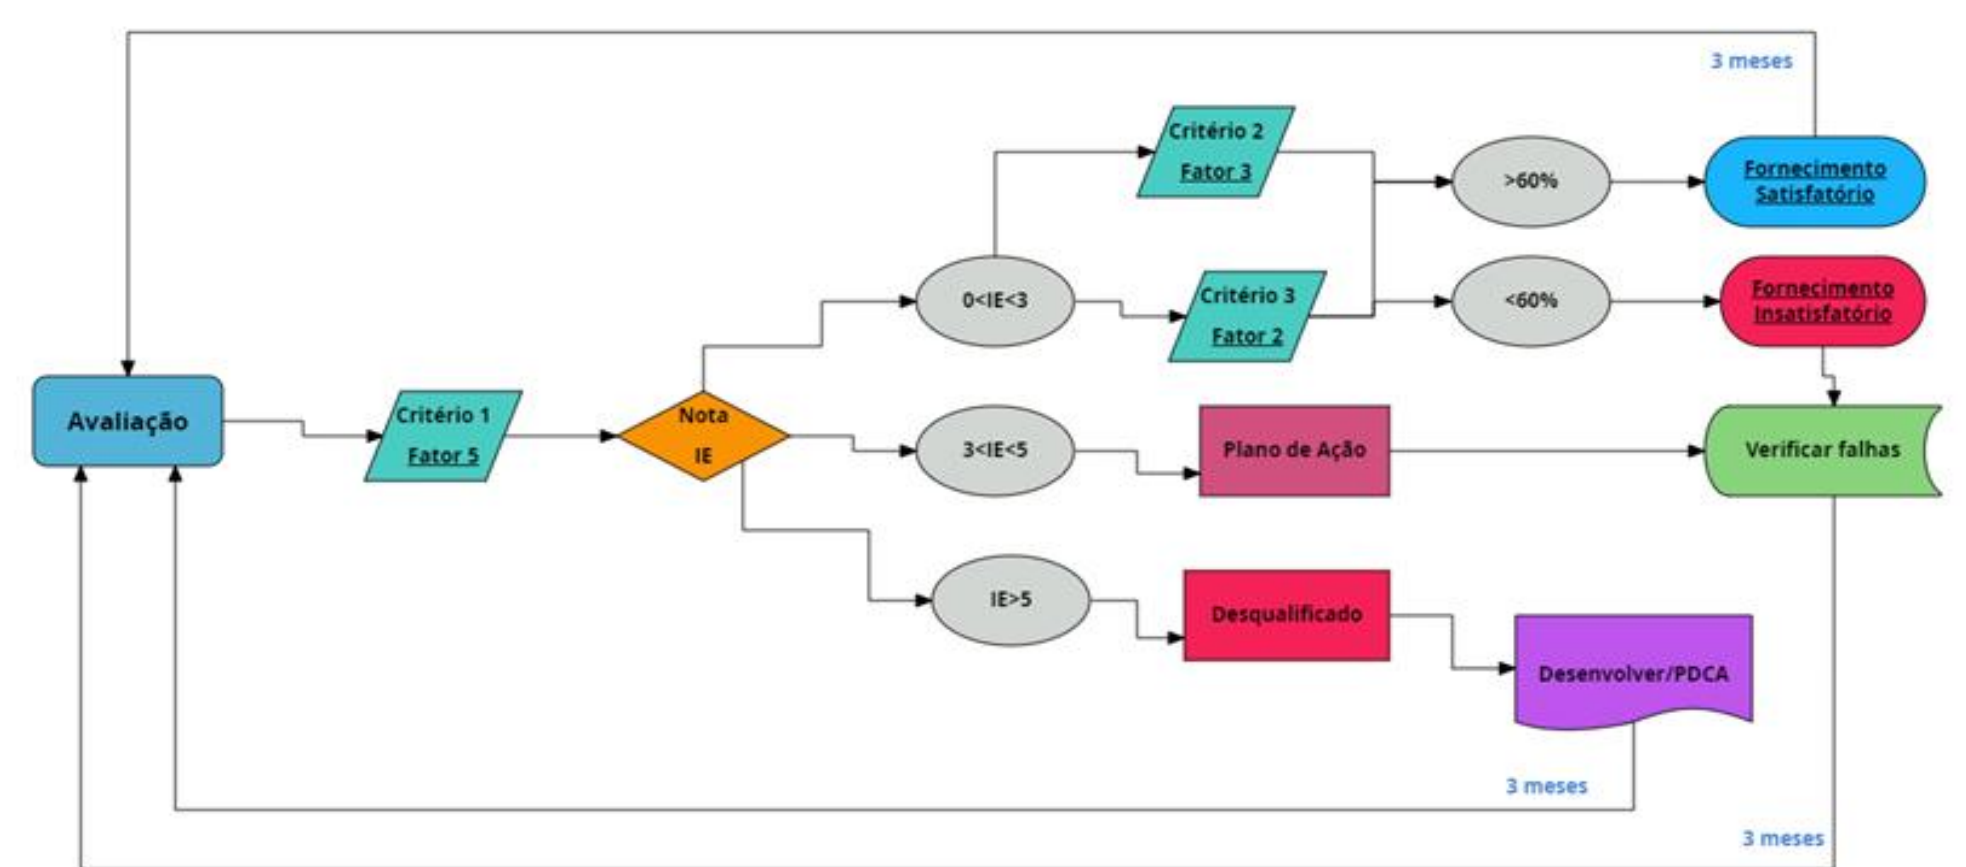 3 meses
Critério 2
Fator 3
>60%
Fornecimento
Satisfatório
0<IE<3
Critério 3
Fator 2
<60%
Fornecimento
Insatisfatório
Avaliação
Critério 1
Fator 5
Nota
IE
3<IE<5
Plano de Ação
Verificar falhas
IE>5
Desqualificado
Desenvolver/PDCA
3 meses
3 meses